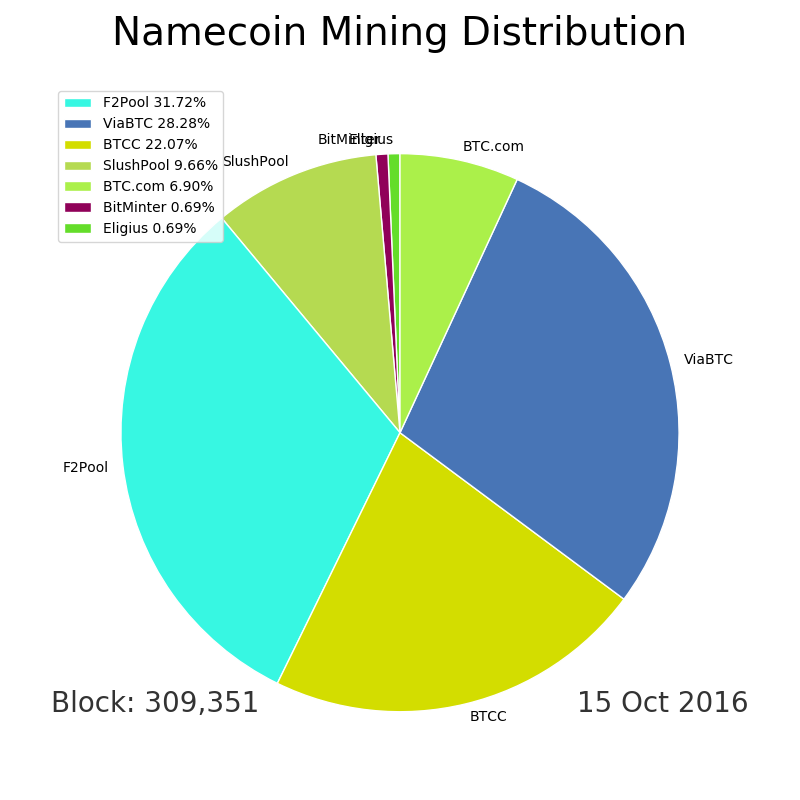 Namecoin Mining Distribution
F2Pool 31.72%
ViaBTC 28.28%
BTCC 22.07%
SlushPool 9.66%
BTC.com 6.90%
BitMinter 0.69%
Eligius 0.69%
BitMinter
Eligius
BTC.com
SlushPool
ViaBTC
F2Pool
Block: 309,351
15 Oct 2016
BTCC